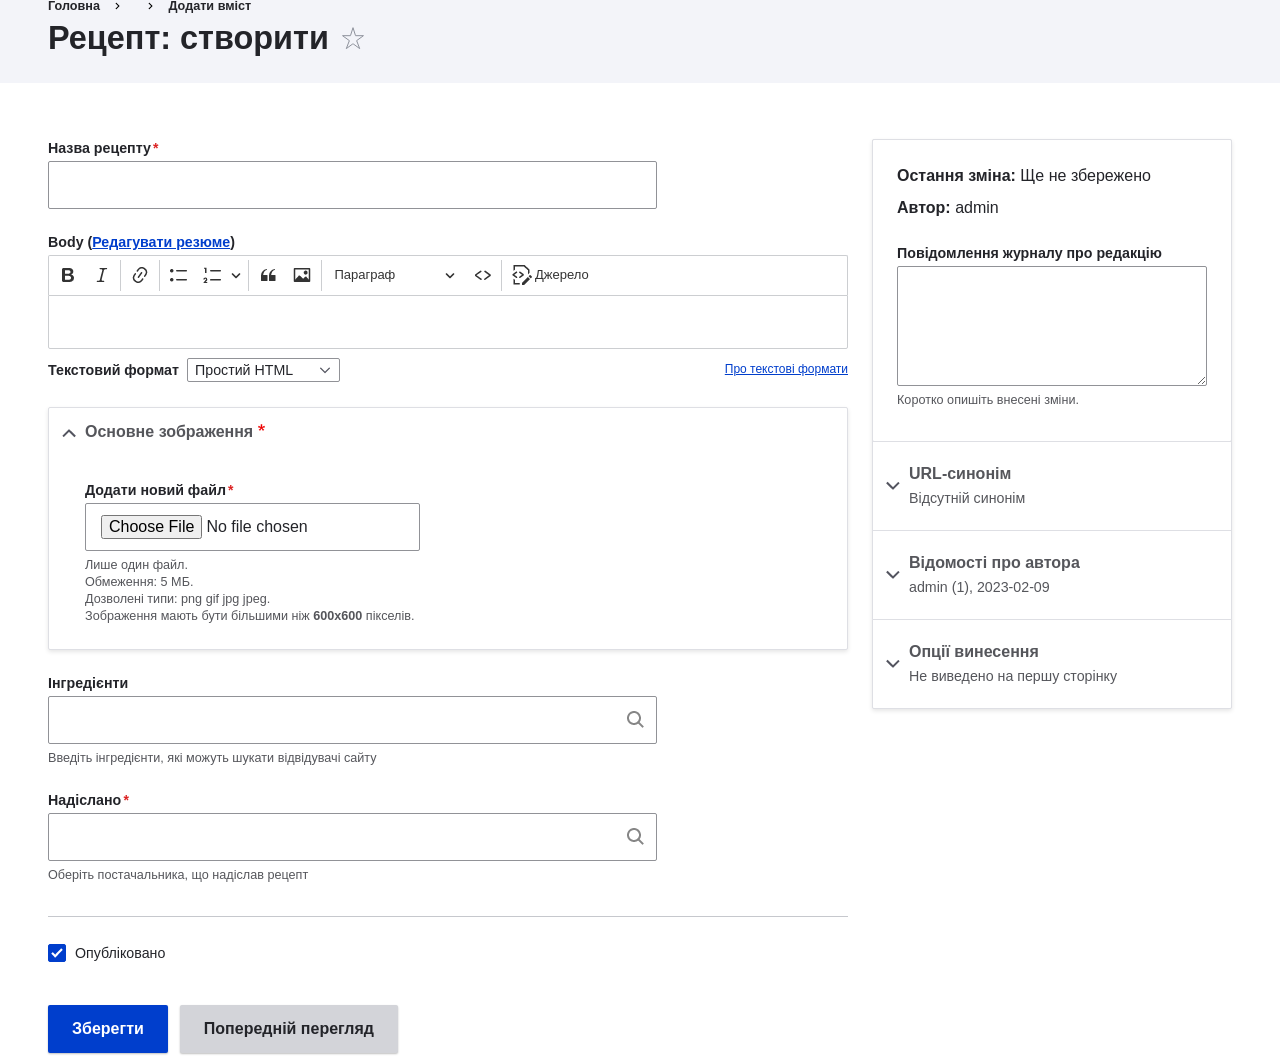 Головна Додати вміст
Рецепт: створити
Назва рецепту*
Body (Редагувати резюме)
Параграф Джерело
Текстовий формат Простий HTML Про текстові формати
Основне зображення *
Додати новий файл*
Choose File No file chosen
Лише один файл.
Обмеження: 5 МБ.
Дозволені типи: png gif jpg jpeg.
Зображення мають бути більшими ніж 600x600 пікселів.
Інгредієнти
Введіть інгредієнти, які можуть шукати відвідувачі сайту
Надіслано*
Оберіть постачальника, що надіслав рецепт
Опубліковано
Зберегти Попередній перегляд
Остання зміна: Ще не збережено
Автор: admin
Повідомлення журналу про редакцію
Коротко опишіть внесені зміни.
URL-синонім
Відсутній синонім
Відомості про автора
admin (1), 2023-02-09
Опції винесення
Не виведено на першу сторінку